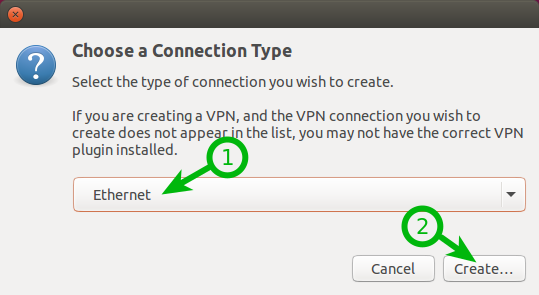 Choose a Connection Type
Select the type of connection you wish to create.
If you are creating a VPN, and the VPN connection you wish to
create does not appear in the list, you may not have the correct VPN
plugin installed.
1
Ethernet
2
Cancel
Create...